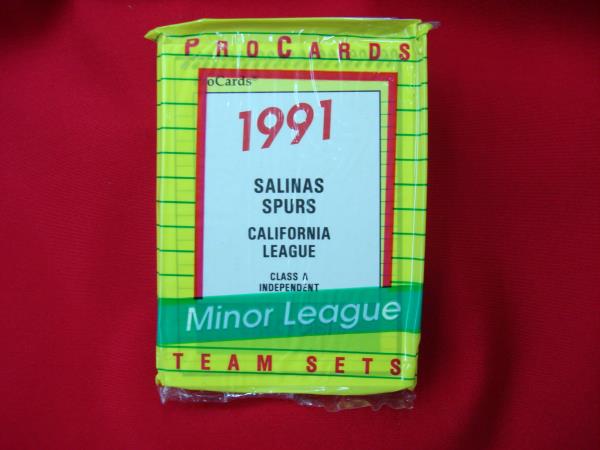 PROCARDS
oCards
1991
SALINAS
SPURS
CALIFORNIA
LEAGUE
CLASS A
INDEPENDENT
Minor League
TEAM SETS